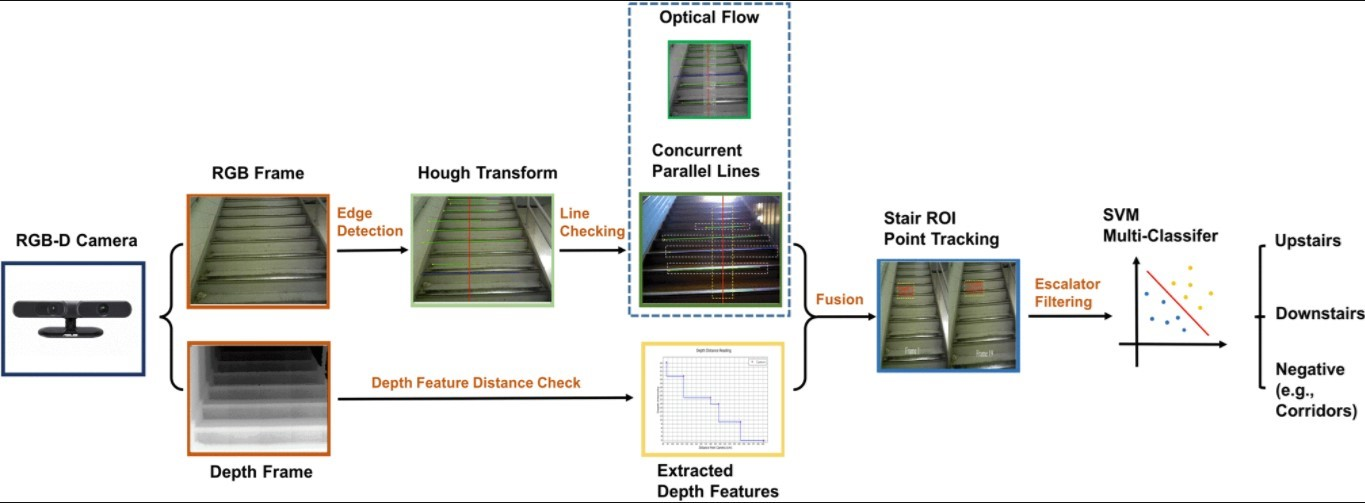 Optical Flow
Concurrent
Parallel Lines
RGB Frame
Hough Transform
Edge
Detection
Line
Checking
RGB-D Camera
Stair ROI
Point Tracking
SVM
Multi-Classifer
Upstairs
Fusion
Escalator
Filtering
Downstairs
Depth Feature Distance Check
Negative
(e.g.,
Corridors)
Depth Frame
Extracted
Depth Features